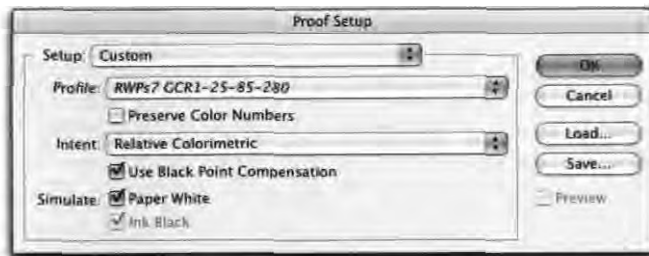 Proof Setup
Setup: Custom
Profile: RWPs7 GCR1-25-85-280
Preserve Color Numbers
Intent: Relative Colorimetric
Use Black Point Compensation
Simulate: Paper White
Ink Black
OK
Cancel
Load...
Save...
Preview